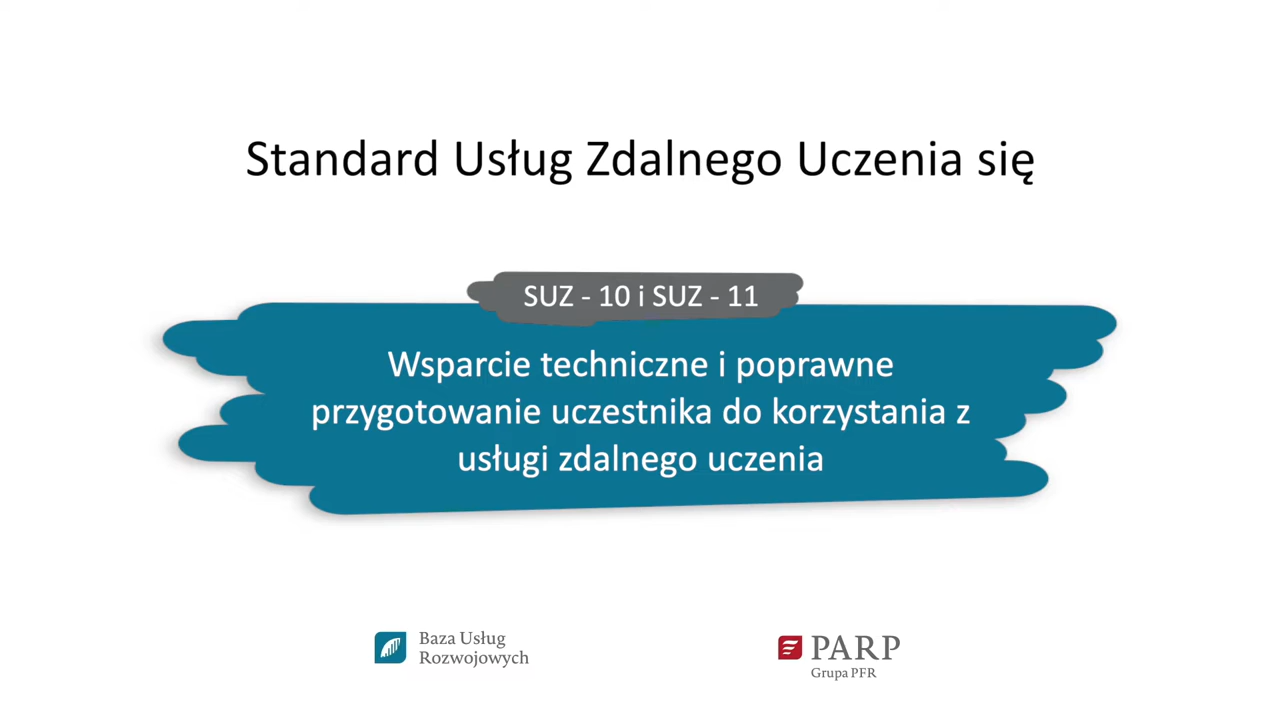 Standard Usług Zdalnego Uczenia się
SUZ - 10 i SUZ - 11
Wsparcie techniczne i poprawne
przygotowanie uczestnika do korzystania z
usługi zdalnego uczenia
Baza Usług
Rozwojowych
PARP
Grupa PFR